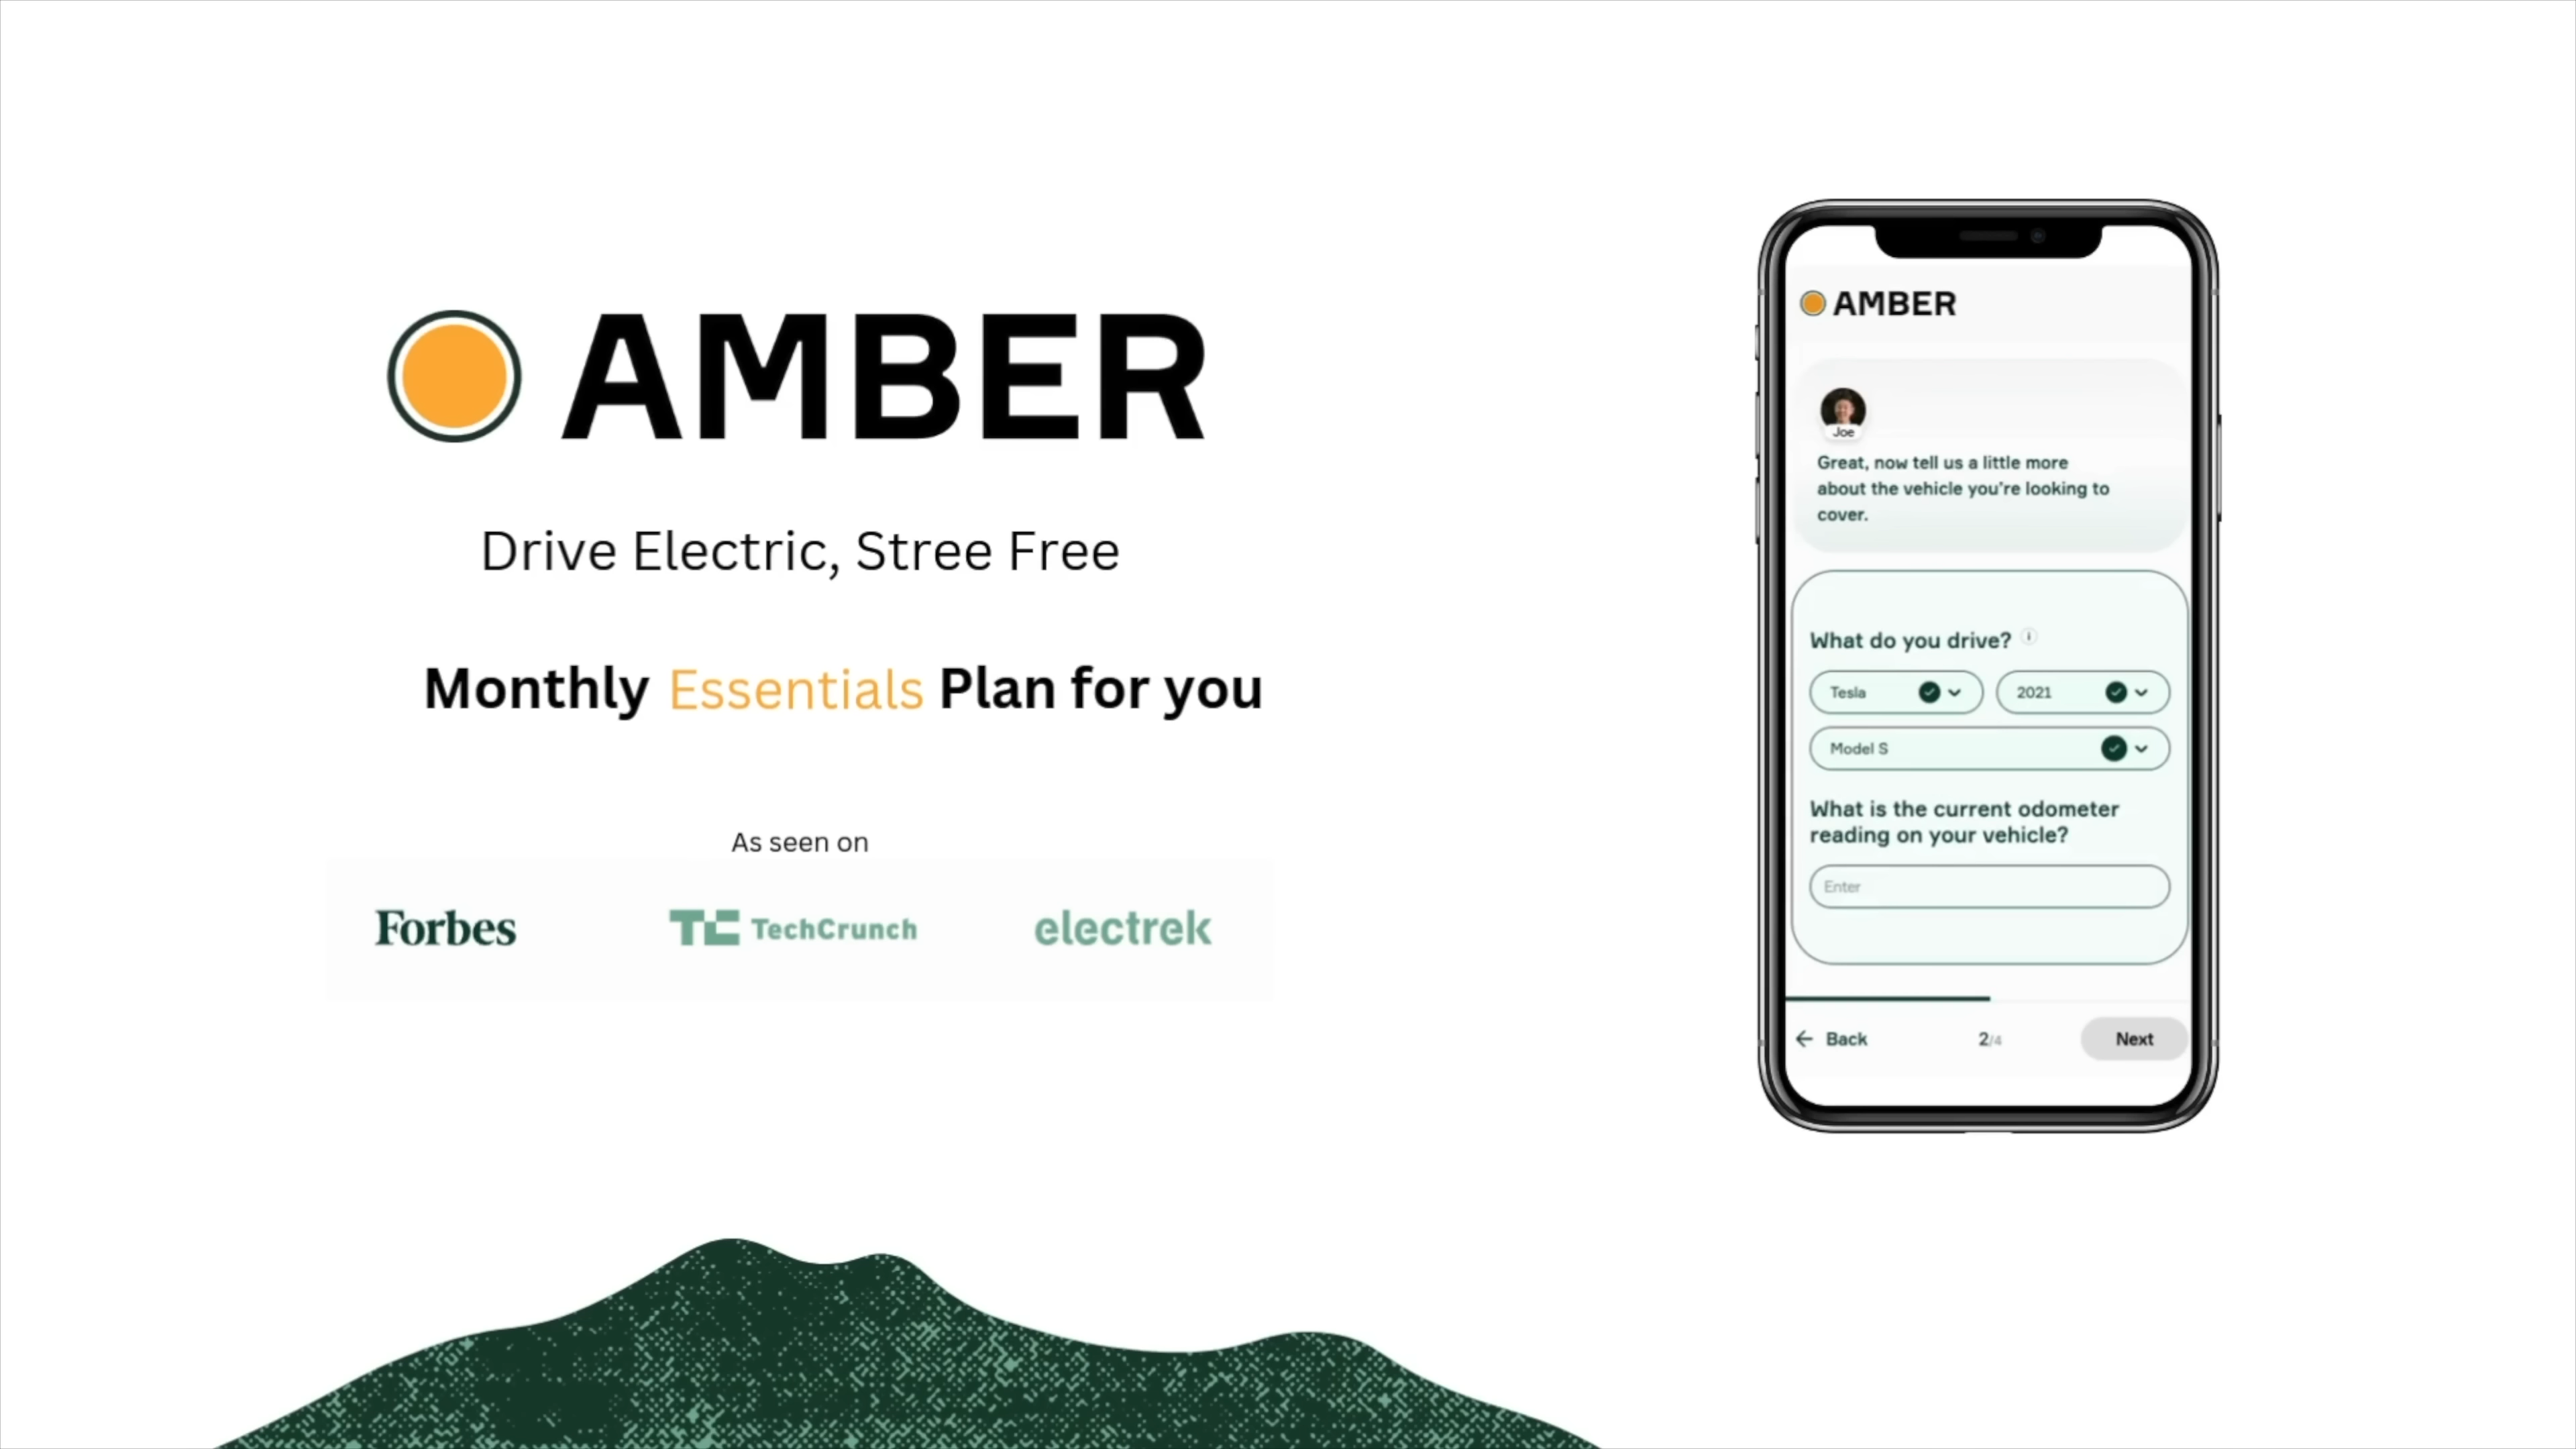 AMBER
Drive Electric, Stree Free
Monthly Essentials Plan for you
As seen on
Forbes
TC TechCrunch
electrek
AMBER
Joe
Great, now tell us a little more
about the vehicle you're looking to
cover.
What do you drive?
Tesla
2021
Model S
What is the current odometer
reading on your vehicle?
Enter
Back
2/4
Next